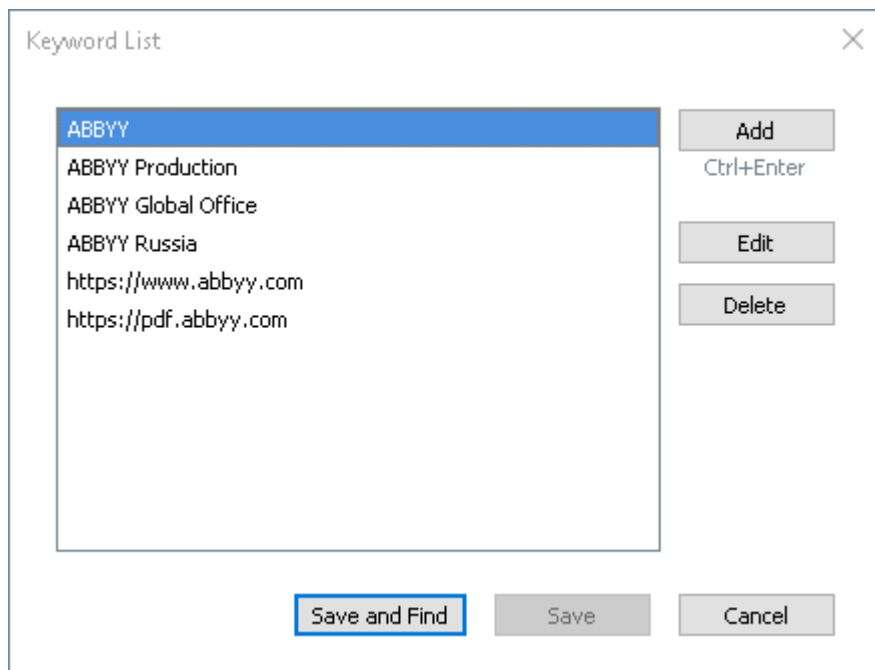 Keyword List
ABBYY
ABBYY Production
ABBYY Global Office
ABBYY Russia
https://www.abbyy.com
https://pdf.abbyy.com
Add
Ctrl+Enter
Edit
Delete
Save and Find
Save
Cancel